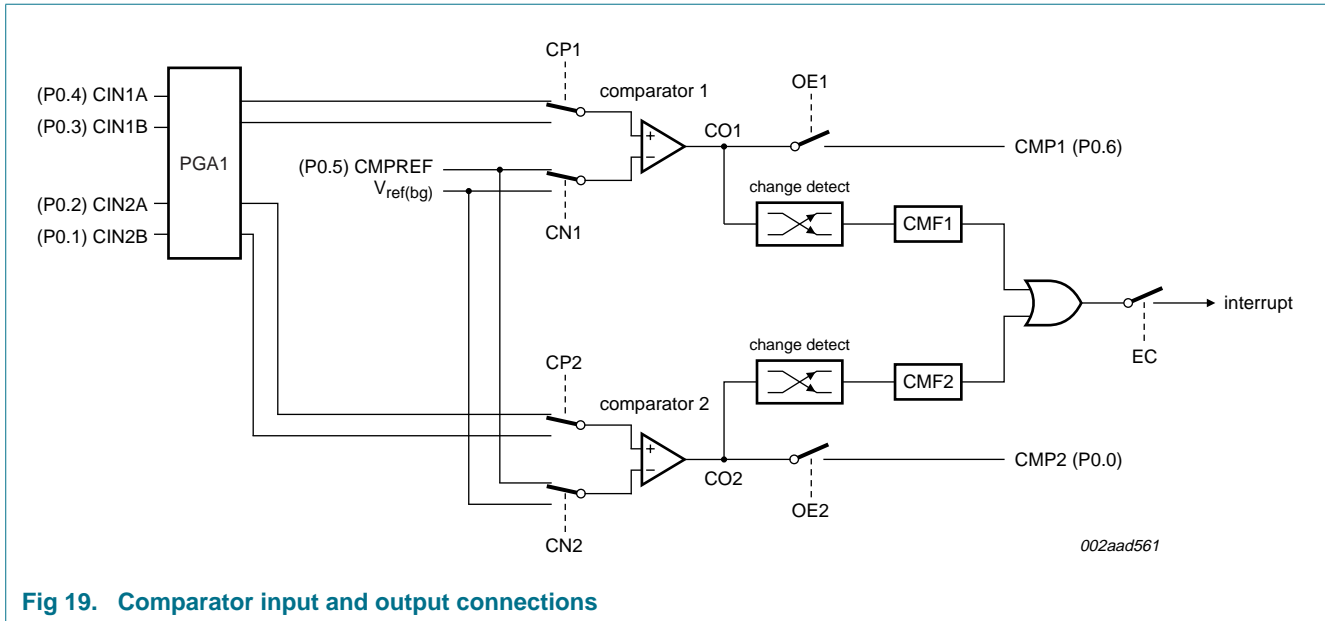 CP1
OE1
comparator 1
(P0.4) CIN1A
(P0.3) CIN1B
PGA1
+
−
CO1
CMP1 (P0.6)
(P0.5) CMPREF
Vref(bg)
change detect
CMF1
(P0.2) CIN2A
(P0.1) CIN2B
CN1
interrupt
EC
change detect
CMF2
CP2
comparator 2
+
−
CO2
CMP2 (P0.0)
OE2
CN2
002aad561
Fig 19. Comparator input and output connections